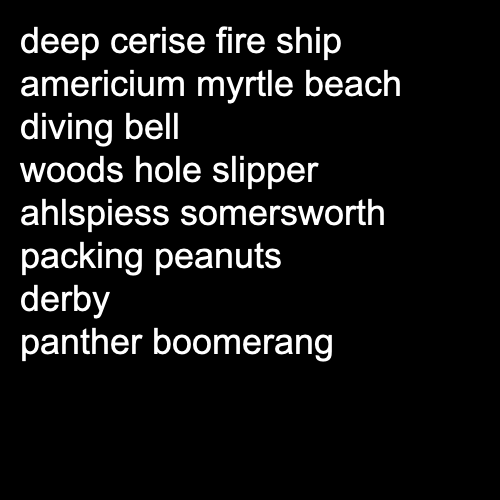 deep cerise fire ship
americium myrtle beach
diving bell
woods hole slipper
ahlspiess somersworth
packing peanuts
derby
panther boomerang